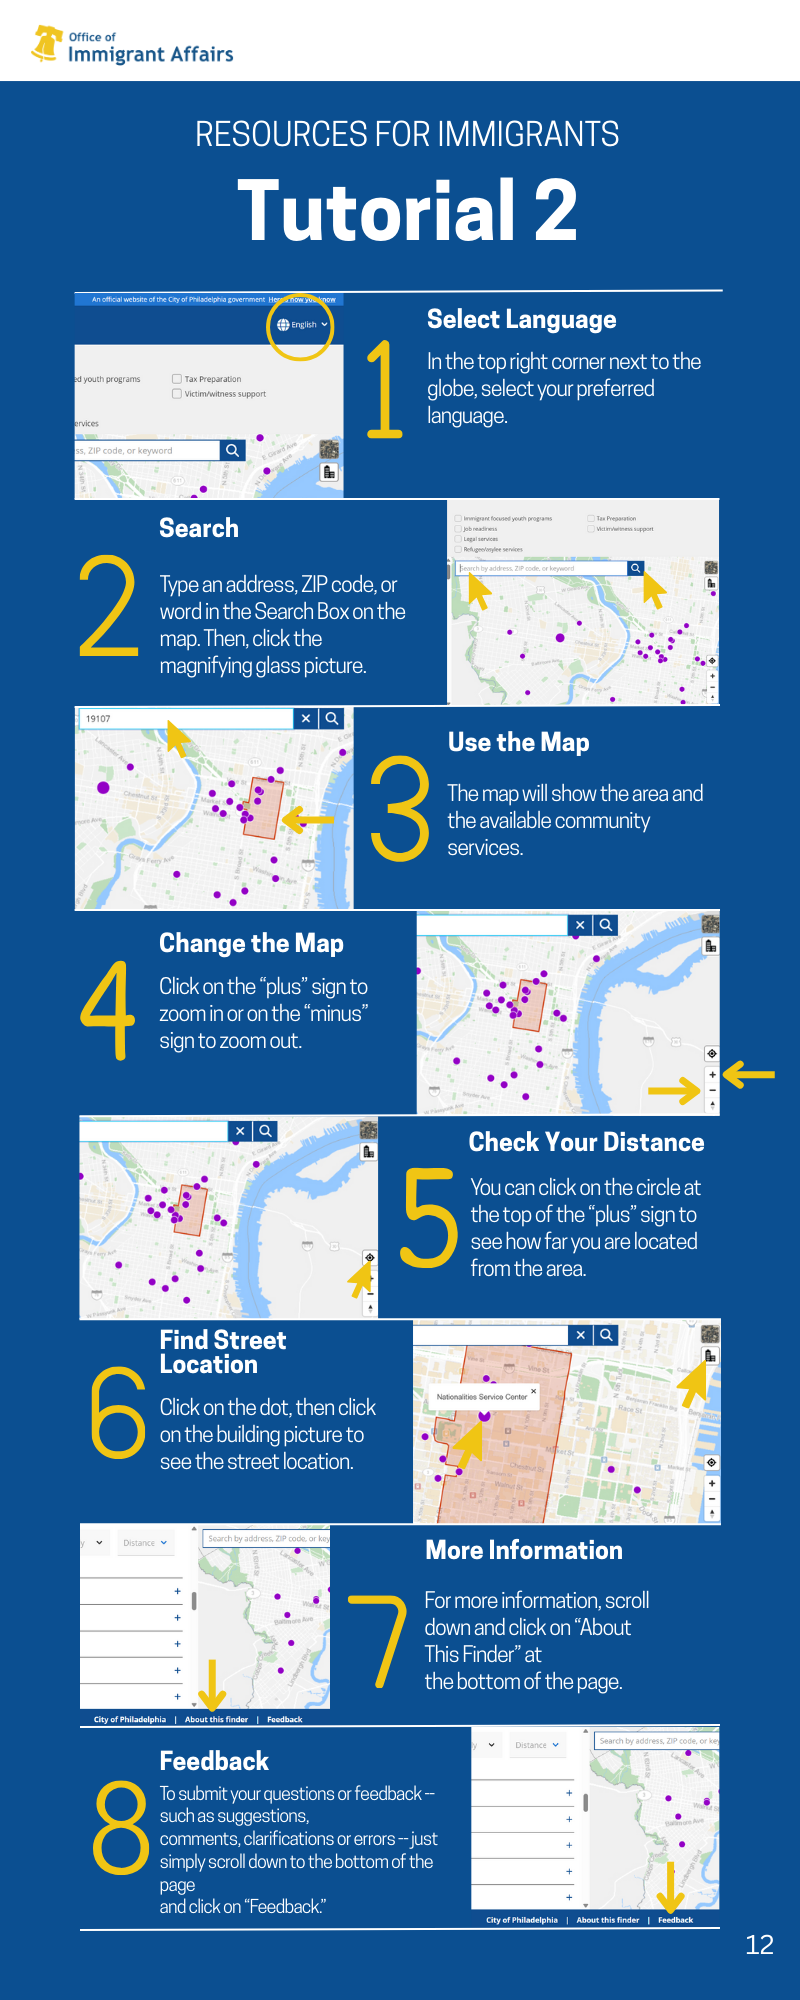 Office of
Immigrant Affairs
RESOURCES FOR IMMIGRANTS
Tutorial 2
An official website of the City of Philadelphia government Here's how you know
English
ed youth programs
Tax Preparation
Victim/witness support
ervices
ss, ZIP code, or keyword
1
Select Language
In the top right corner next to the
globe, select your preferred
language.
2
Search
Type an address, ZIP code, or
word in the Search Box on the
map. Then, click the
magnifying glass picture.
Immigrant focused youth programs
Tax Preparation
Job readiness
Victim/witness support
Legal services
Refugee/asylee services
Search by address, ZIP code, or keyword
19107
3
Use the Map
The map will show the area and
the available community
services.
4
Change the Map
Click on the “plus” sign to
zoom in or on the “minus”
sign to zoom out.
5
Check Your Distance
You can click on the circle at
the top of the “plus” sign to
see how far you are located
from the area.
6
Find Street
Location
Click on the dot, then click
on the building picture to
see the street location.
Nationalities Service Center
Race St
Market St
Chestnut St
7
More Information
For more information, scroll
down and click on “About
This Finder” at
the bottom of the page.
y
Distance
Search by address, ZIP code, or key
Baltimore Ave
City of Philadelphia | About this finder | Feedback
8
Feedback
To submit your questions or feedback --
such as suggestions,
comments, clarifications or errors -- just
simply scroll down to the bottom of the
page
and click on “Feedback.”
y
Distance
Search by address, ZIP code, or key
Baltimore Ave
City of Philadelphia | About this finder | Feedback
12